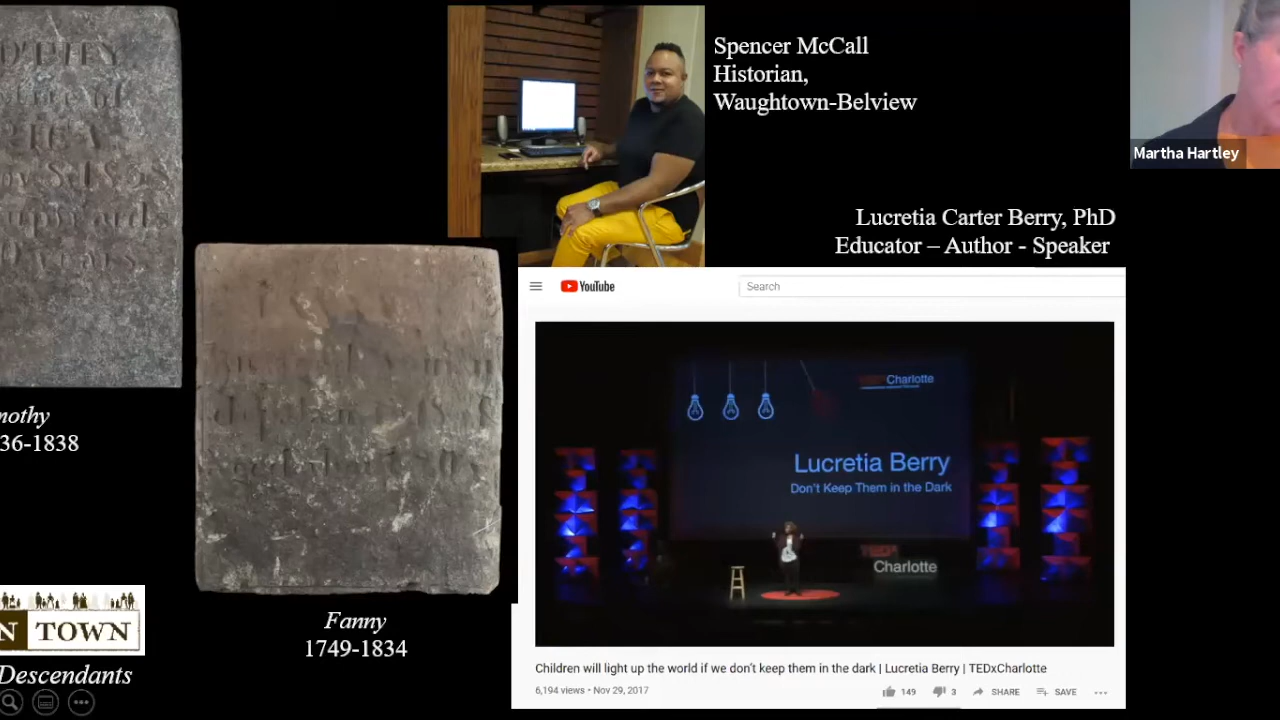 Spencer McCall
Historian,
Waughtown-Belview
Martha Hartley
Lucretia Carter Berry, PhD
Educator – Author - Speaker
YouTube
Search
Charlotte
Lucretia Berry
Don't Keep Them in the Dark
Charlotte
Children will light up the world if we don't keep them in the dark | Lucretia Berry | TEDxCharlotte
6,194 views • Nov 29, 2017
149
3
SHARE
SAVE
mothy
36-1838
Fanny
1749-1834
N TOWN
Descendants